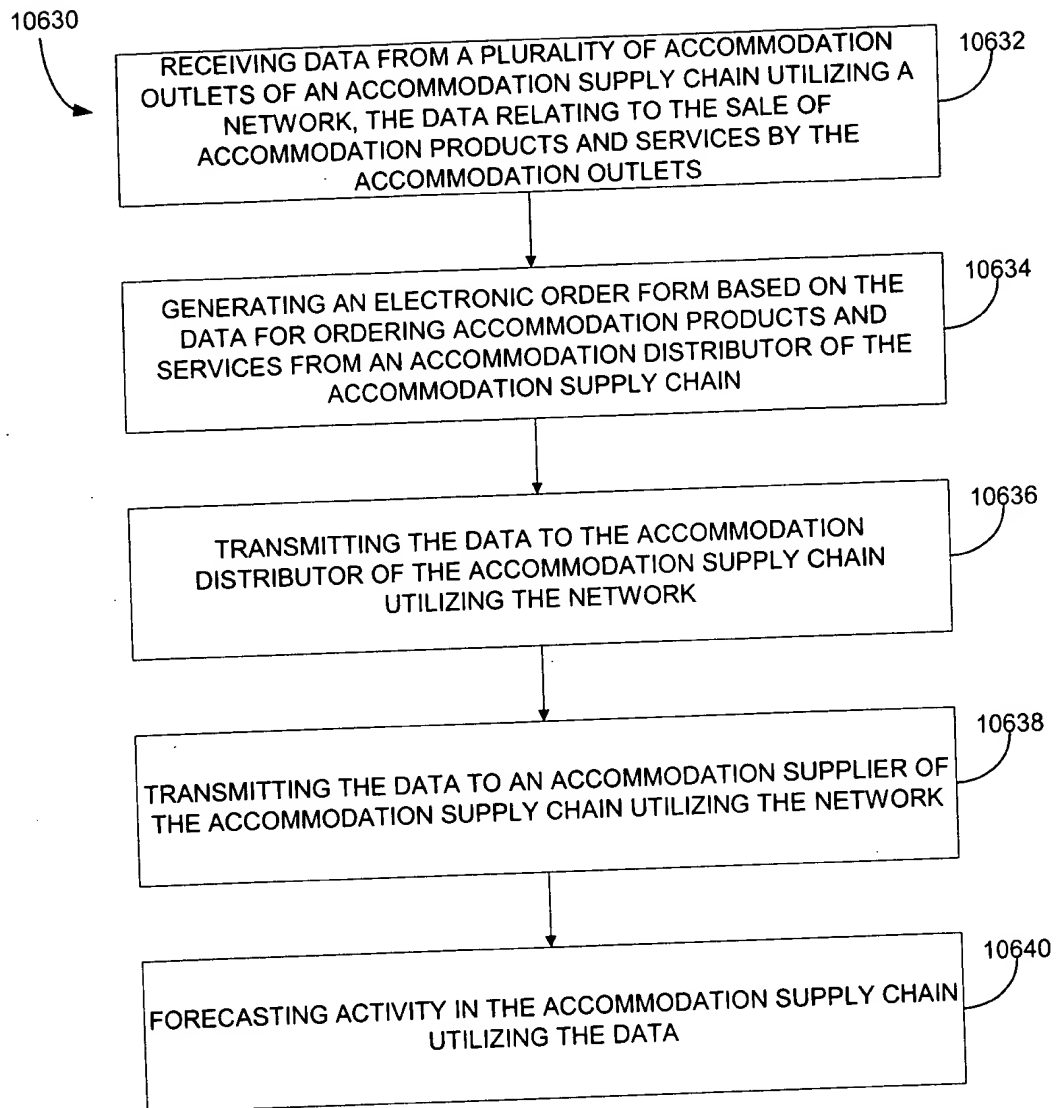 10630
RECEIVING DATA FROM A PLURALITY OF ACCOMMODATION
OUTLETS OF AN ACCOMMODATION SUPPLY CHAIN UTILIZING A
NETWORK, THE DATA RELATING TO THE SALE OF
ACCOMMODATION PRODUCTS AND SERVICES BY THE
ACCOMMODATION OUTLETS
10632
GENERATING AN ELECTRONIC ORDER FORM BASED ON THE
DATA FOR ORDERING ACCOMMODATION PRODUCTS AND
SERVICES FROM AN ACCOMMODATION DISTRIBUTOR OF THE
ACCOMMODATION SUPPLY CHAIN
10634
TRANSMITTING THE DATA TO THE ACCOMMODATION
DISTRIBUTOR OF THE ACCOMMODATION SUPPLY CHAIN
UTILIZING THE NETWORK
10636
TRANSMITTING THE DATA TO AN ACCOMMODATION SUPPLIER OF
THE ACCOMMODATION SUPPLY CHAIN UTILIZING THE NETWORK
10638
FORECASTING ACTIVITY IN THE ACCOMMODATION SUPPLY CHAIN
UTILIZING THE DATA
10640